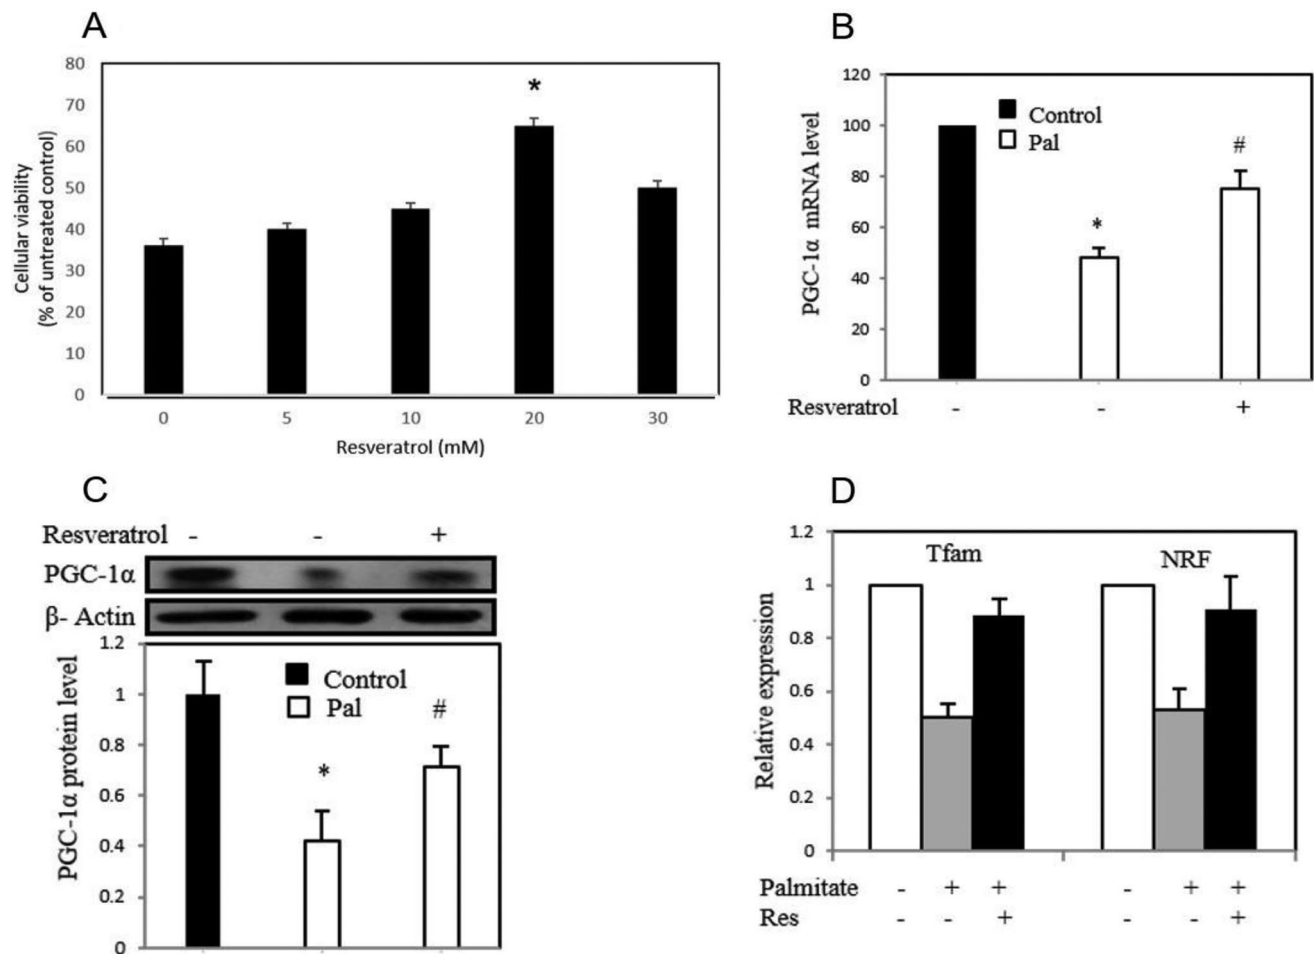 A
80
70
60
50
40
30
20
10
0
Cellular viability
(% of untreated control)
*
0 5 10 20 30
Resveratrol (mM)
B
120
100
80
60
40
20
0
PGC-1α mRNA level
Control
Pal
*
#
Resveratrol - - +
C
Resveratrol - - +
PGC-1α
β- Actin
1.2
1
0.8
0.6
0.4
0.2
0
PGC-1α protein level
Control
Pal
*
#
D
1.2
1
0.8
0.6
0.4
0.2
0
Relative expression
Tfam NRF
Palmitate - + + - + +
Res - - + - - +